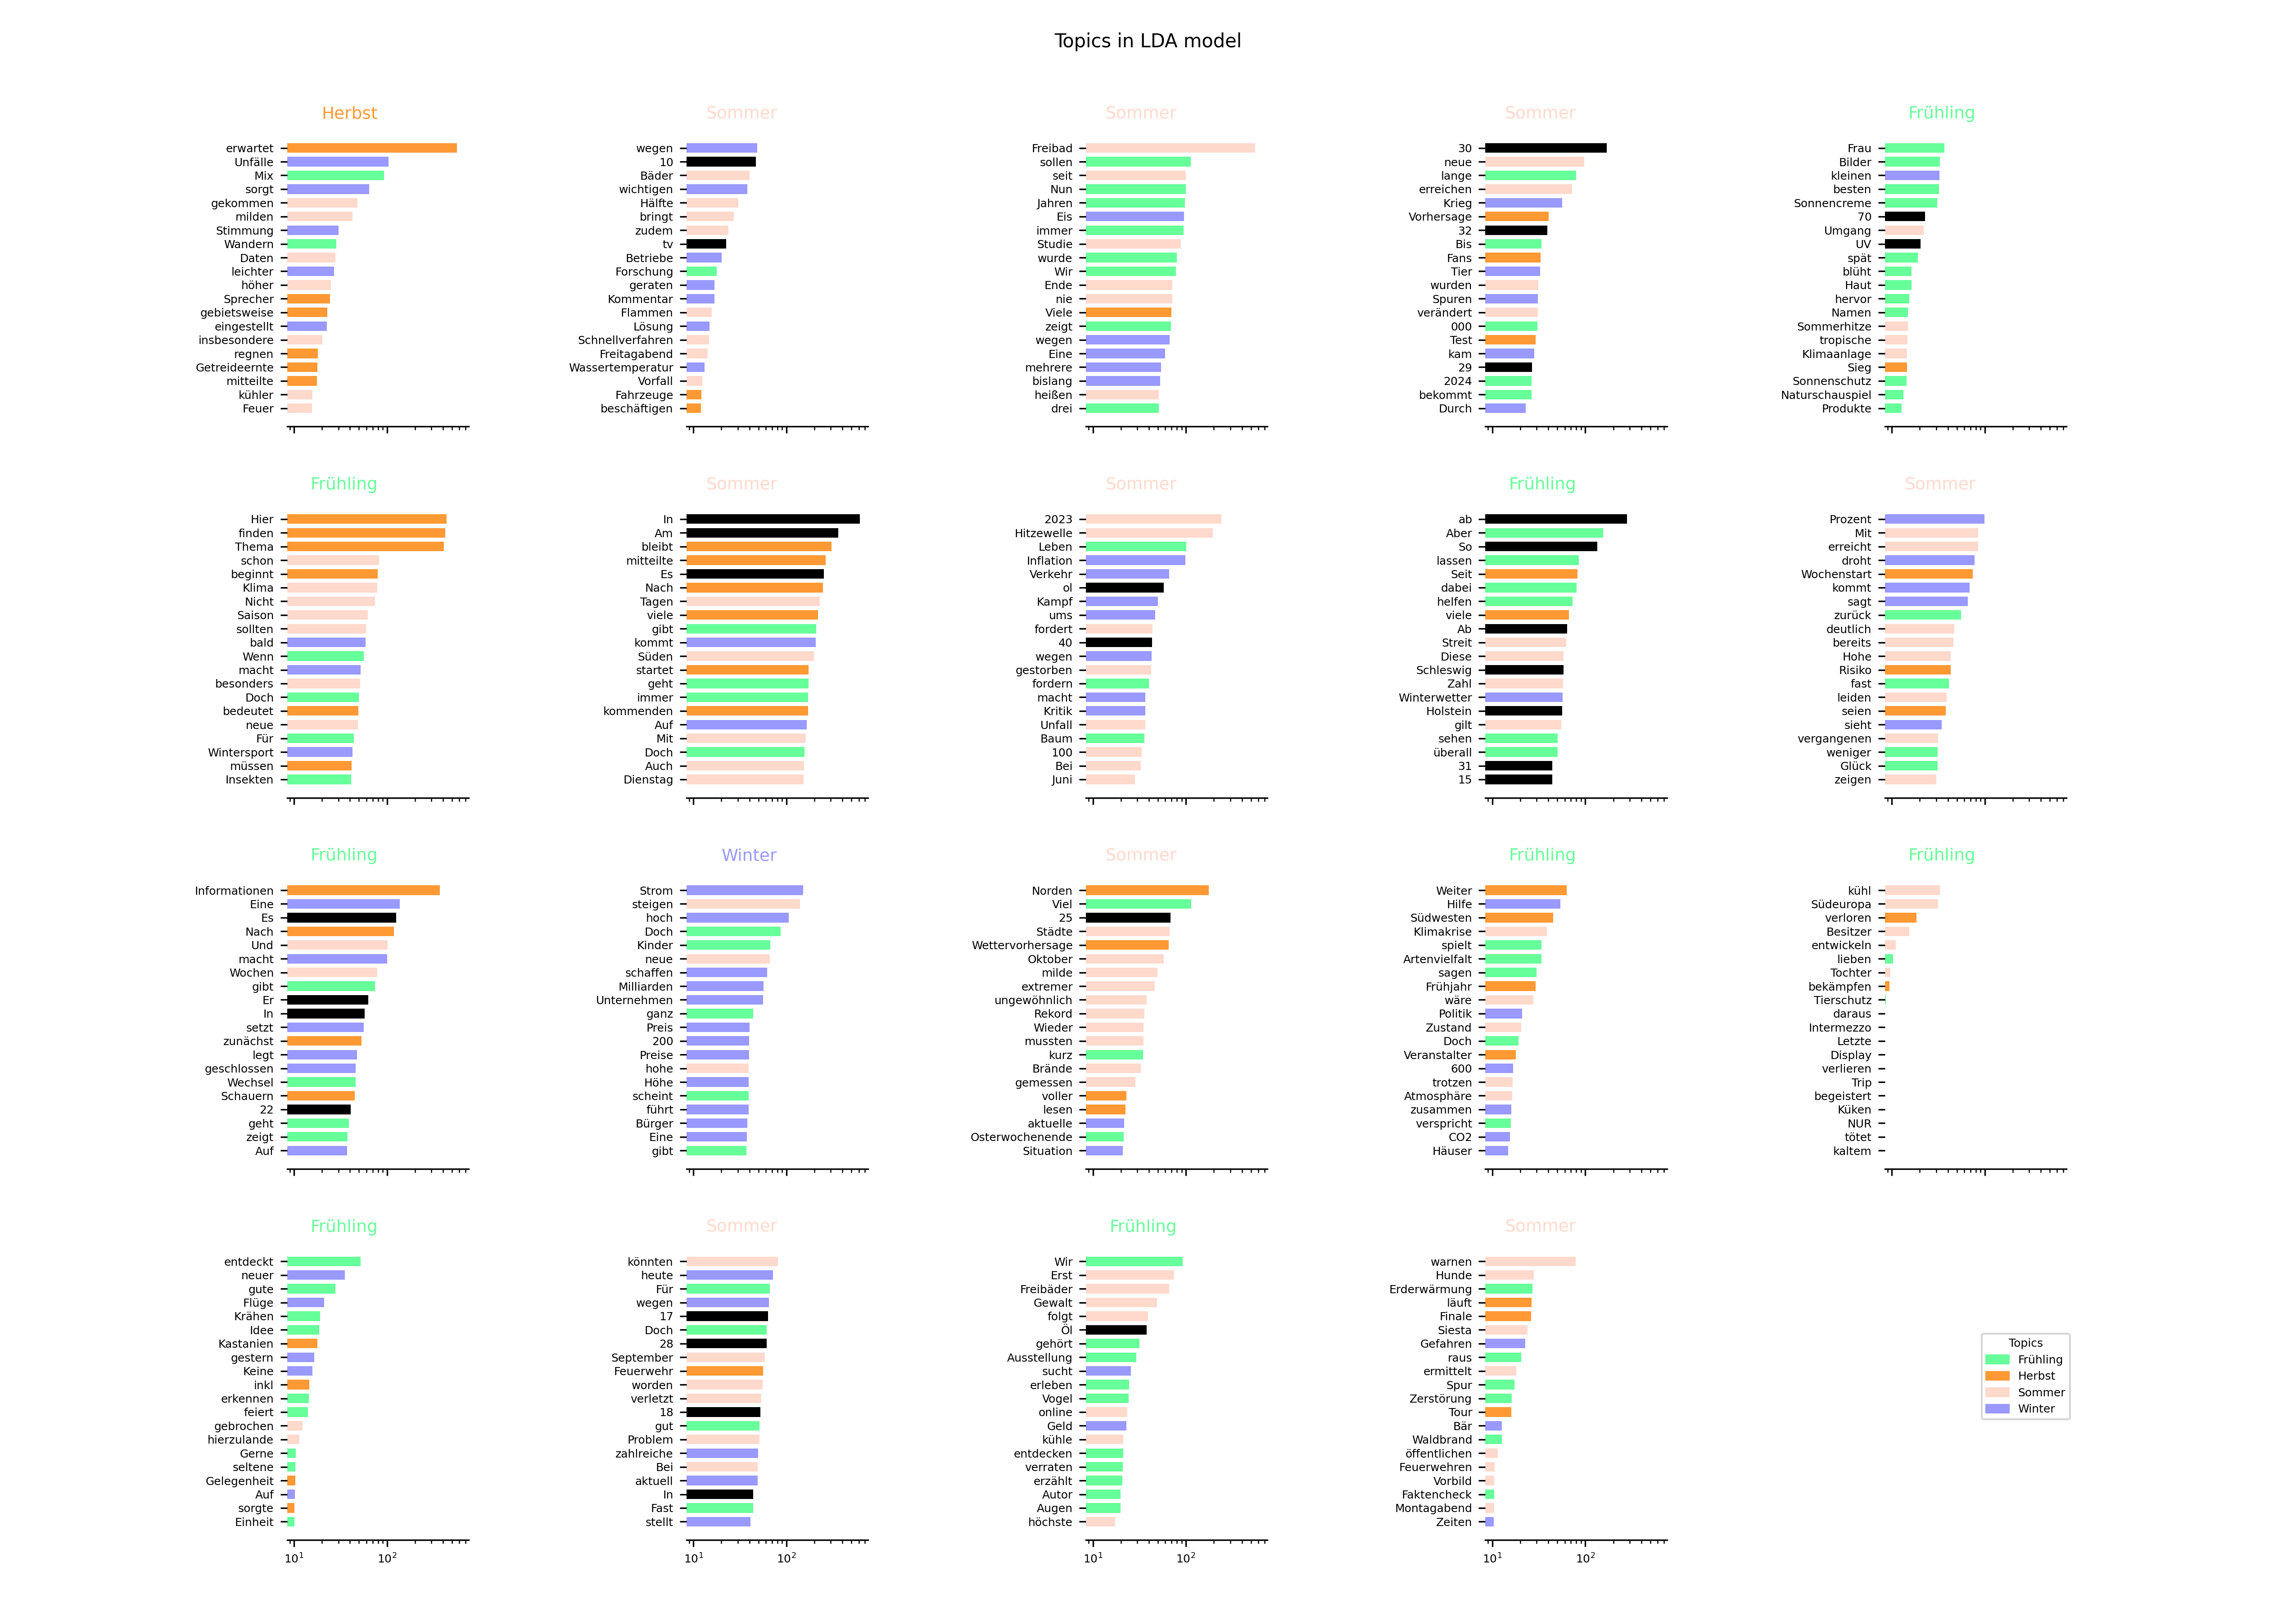 Topics in LDA model
Herbst
erwartet
Unfälle
Mix
sorgt
gekommen
milden
Stimmung
Wandern
Daten
leichter
höher
Sprecher
gebietsweise
eingestellt
insbesondere
regnen
Getreideernte
mitteilte
kühler
Feuer
Sommer
wegen
10
Bäder
wichtigen
Hälfte
bringt
zudem
tv
Betriebe
Forschung
geraten
Kommentar
Flammen
Lösung
Schnellverfahren
Freitagabend
Wassertemperatur
Vorfall
Fahrzeuge
beschäftigen
Sommer
Freibad
sollen
seit
Nun
Jahren
Eis
immer
Studie
wurde
Wir
Ende
nie
Viele
zeigt
wegen
Eine
mehrere
bislang
heißen
drei
Sommer
30
neue
lange
erreichen
Krieg
Vorhersage
32
Bis
Fans
Tier
wurden
Spuren
verändert
000
Test
kam
29
2024
bekommt
Durch
Frühling
Frau
Bilder
kleinen
besten
Sonnencreme
70
Umgang
UV
spät
blüht
Haut
hervor
Namen
Sommerhitze
tropische
Klimaanlage
Sieg
Sonnenschutz
Naturschauspiel
Produkte
Frühling
Hier
finden
Thema
schon
beginnt
Klima
Nicht
Saison
sollten
bald
Wenn
macht
besonders
Doch
bedeutet
neue
Für
Wintersport
müssen
Insekten
Sommer
In
Am
bleibt
mitteilte
Es
Nach
Tagen
viele
gibt
kommt
Süden
startet
geht
immer
kommenden
Auf
Mit
Doch
Auch
Dienstag
Sommer
2023
Hitzewelle
Leben
Inflation
Verkehr
ol
Kampf
ums
fordert
40
wegen
gestorben
fordern
macht
Kritik
Unfall
Baum
100
Bei
Juni
Frühling
ab
Aber
So
lassen
Seit
dabei
helfen
viele
Ab
Streit
Diese
Schleswig
Zahl
Winterwetter
Holstein
gilt
sehen
überall
31
15
Sommer
Prozent
Mit
erreicht
droht
Wochenstart
kommt
sagt
zurück
deutlich
bereits
Hohe
Risiko
fast
leiden
seien
sieht
vergangenen
weniger
Glück
zeigen
Frühling
Informationen
Eine
Es
Nach
Und
macht
Wochen
gibt
Er
In
setzt
zunächst
legt
geschlossen
Wechsel
Schauern
22
geht
zeigt
Auf
Winter
Strom
steigen
hoch
Doch
Kinder
neue
schaffen
Milliarden
Unternehmen
ganz
Preis
200
Preise
hohe
Höhe
scheint
führt
Bürger
Eine
gibt
Sommer
Norden
Viel
25
Städte
Wettervorhersage
Oktober
milde
extremer
ungewöhnlich
Rekord
Wieder
mussten
kurz
Brände
gemessen
voller
lesen
aktuelle
Osterwochenende
Situation
Frühling
Weiter
Hilfe
Südwesten
Klimakrise
spielt
Artenvielfalt
sagen
Frühjahr
wäre
Politik
Zustand
Doch
Veranstalter
600
trotzen
Atmosphäre
zusammen
verspricht
CO2
Häuser
Frühling
kühl
Südeuropa
verloren
Besitzer
entwickeln
lieben
Tochter
bekämpfen
Tierschutz
daraus
Intermezzo
Letzte
Display
verlieren
Trip
begeistert
Küken
NUR
tötet
kaltem
Frühling
entdeckt
neuer
gute
Flüge
Krähen
Idee
Kastanien
gestern
Keine
inkl
erkennen
feiert
gebrochen
hierzulande
Gerne
seltene
Gelegenheit
Auf
sorgte
Einheit
10¹ 10²
Sommer
könnten
heute
Für
wegen
17
Doch
28
September
Feuerwehr
worden
verletzt
18
gut
Problem
zahlreiche
Bei
aktuell
In
Fast
stellt
10¹ 10²
Frühling
Wir
Erst
Freibäder
Gewalt
folgt
Öl
gehört
Ausstellung
sucht
erleben
Vogel
online
Geld
kühle
entdecken
verraten
erzählt
Autor
Augen
höchste
10¹ 10²
Sommer
warnen
Hunde
Erderwärmung
läuft
Finale
Siesta
Gefahren
raus
ermittelt
Spur
Zerstörung
Tour
Bär
Waldbrand
öffentlichen
Feuerwehren
Vorbild
Faktencheck
Montagabend
Zeiten
10¹ 10²
Topics
Frühling
Herbst
Sommer
Winter